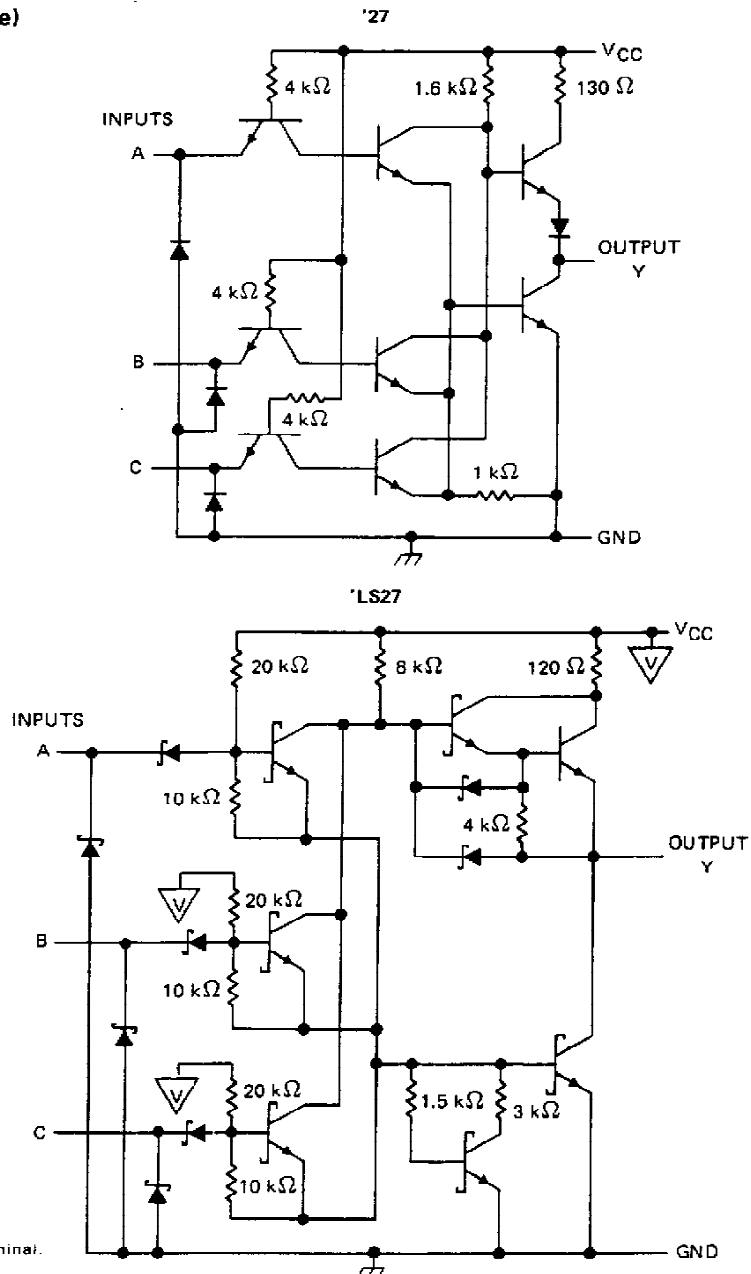 e)
'27
VCC
4 kΩ
1.6 kΩ
130 Ω
INPUTS
A
OUTPUT
Y
4 kΩ
B
4 kΩ
C
1 kΩ
GND
'LS27
VCC
20 kΩ
8 kΩ
120 Ω
V
INPUTS
A
10 kΩ
4 kΩ
OUTPUT
Y
V
20 kΩ
B
10 kΩ
V
20 kΩ
1.5 kΩ
3 kΩ
C
10 kΩ
minal.
GND